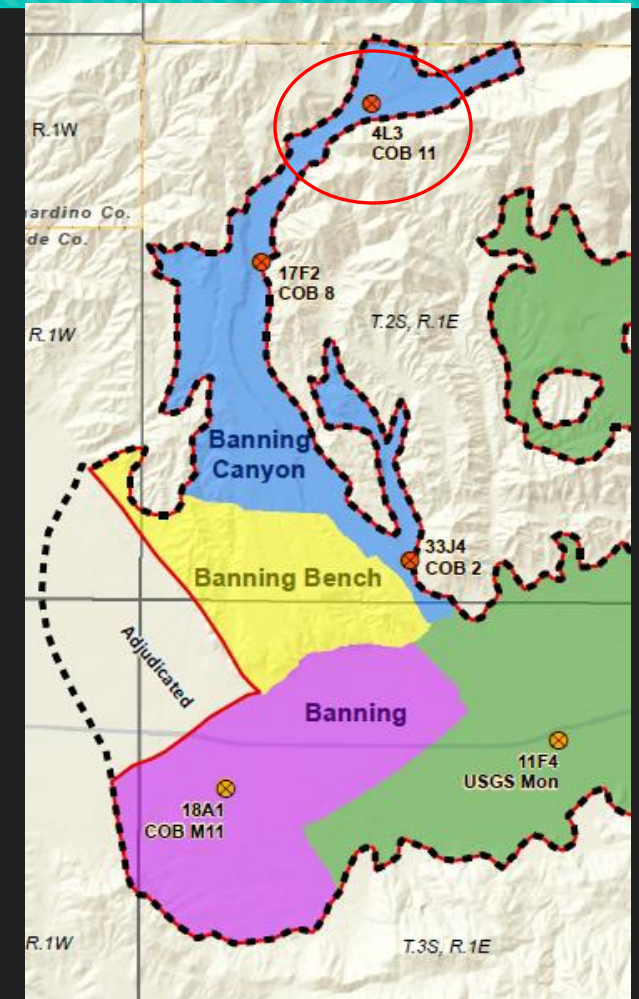 R.1W
4L3
COB 11
ardino Co.
de Co.
17F2
COB 8
T.2S, R.1E
R.1W
Banning
Canyon
33J4
COB 2
Banning Bench
Adjudicated
Banning
11F4
USGS Mon
18A1
COB M11
R.1W
T.3S, R.1E